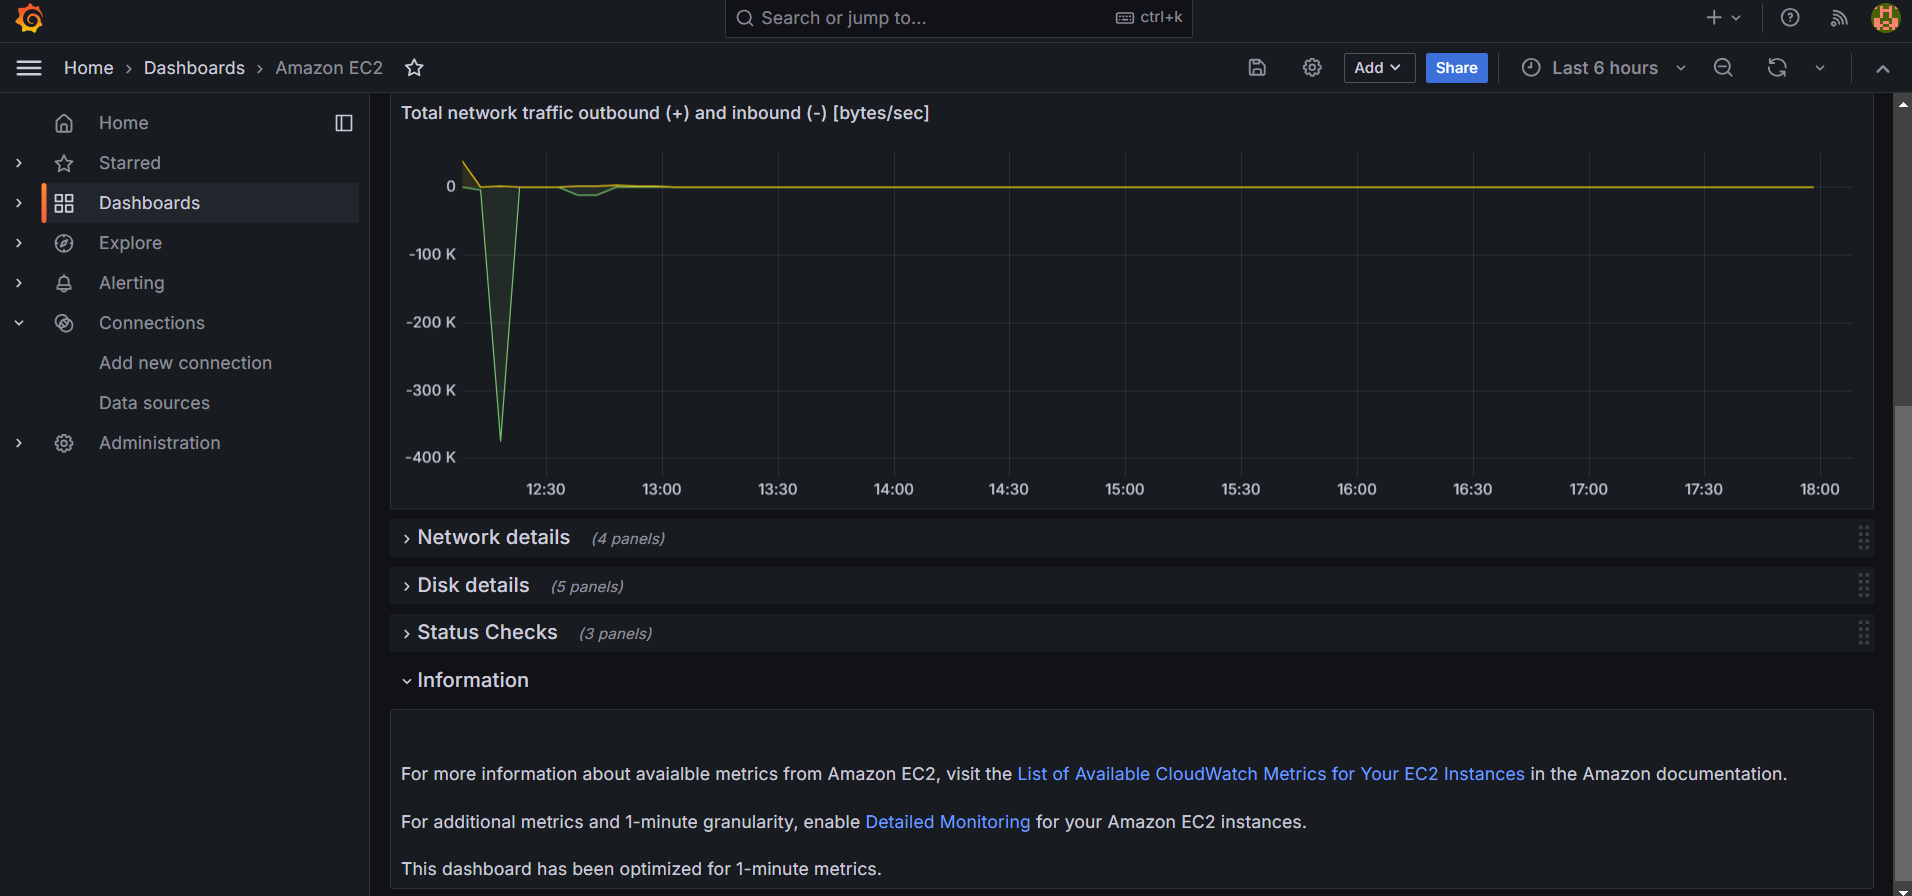 Search or jump to...
ctrl+k
Home › Dashboards › Amazon EC2
Add
Share
Last 6 hours
Home
Starred
Dashboards
Explore
Alerting
Connections
Add new connection
Data sources
Administration
Total network traffic outbound (+) and inbound (-) [bytes/sec]
0
-100 K
-200 K
-300 K
-400 K
12:30 13:00 13:30 14:00 14:30 15:00 15:30 16:00 16:30 17:00 17:30 18:00
Network details (4 panels)
Disk details (5 panels)
Status Checks (3 panels)
Information
For more information about avaialble metrics from Amazon EC2, visit the List of Available CloudWatch Metrics for Your EC2 Instances in the Amazon documentation.
For additional metrics and 1-minute granularity, enable Detailed Monitoring for your Amazon EC2 instances.
This dashboard has been optimized for 1-minute metrics.